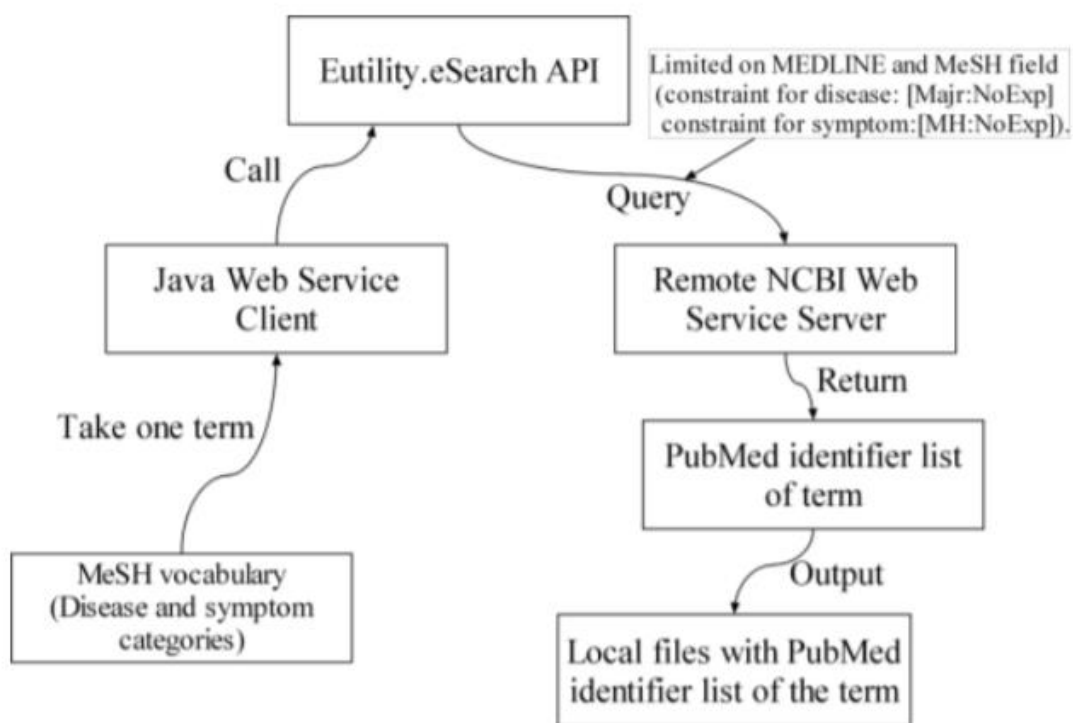 Eutility.eSearch API
Limited on MEDLINE and MeSH field
(constraint for disease: [Majr:NoExp]
constraint for symptom:[MH:NoExp]).
Call
Query
Java Web Service
Client
Remote NCBI Web
Service Server
Take one term
Return
PubMed identifier list
of term
MeSH vocabulary
(Disease and symptom
categories)
Output
Local files with PubMed
identifier list of the term